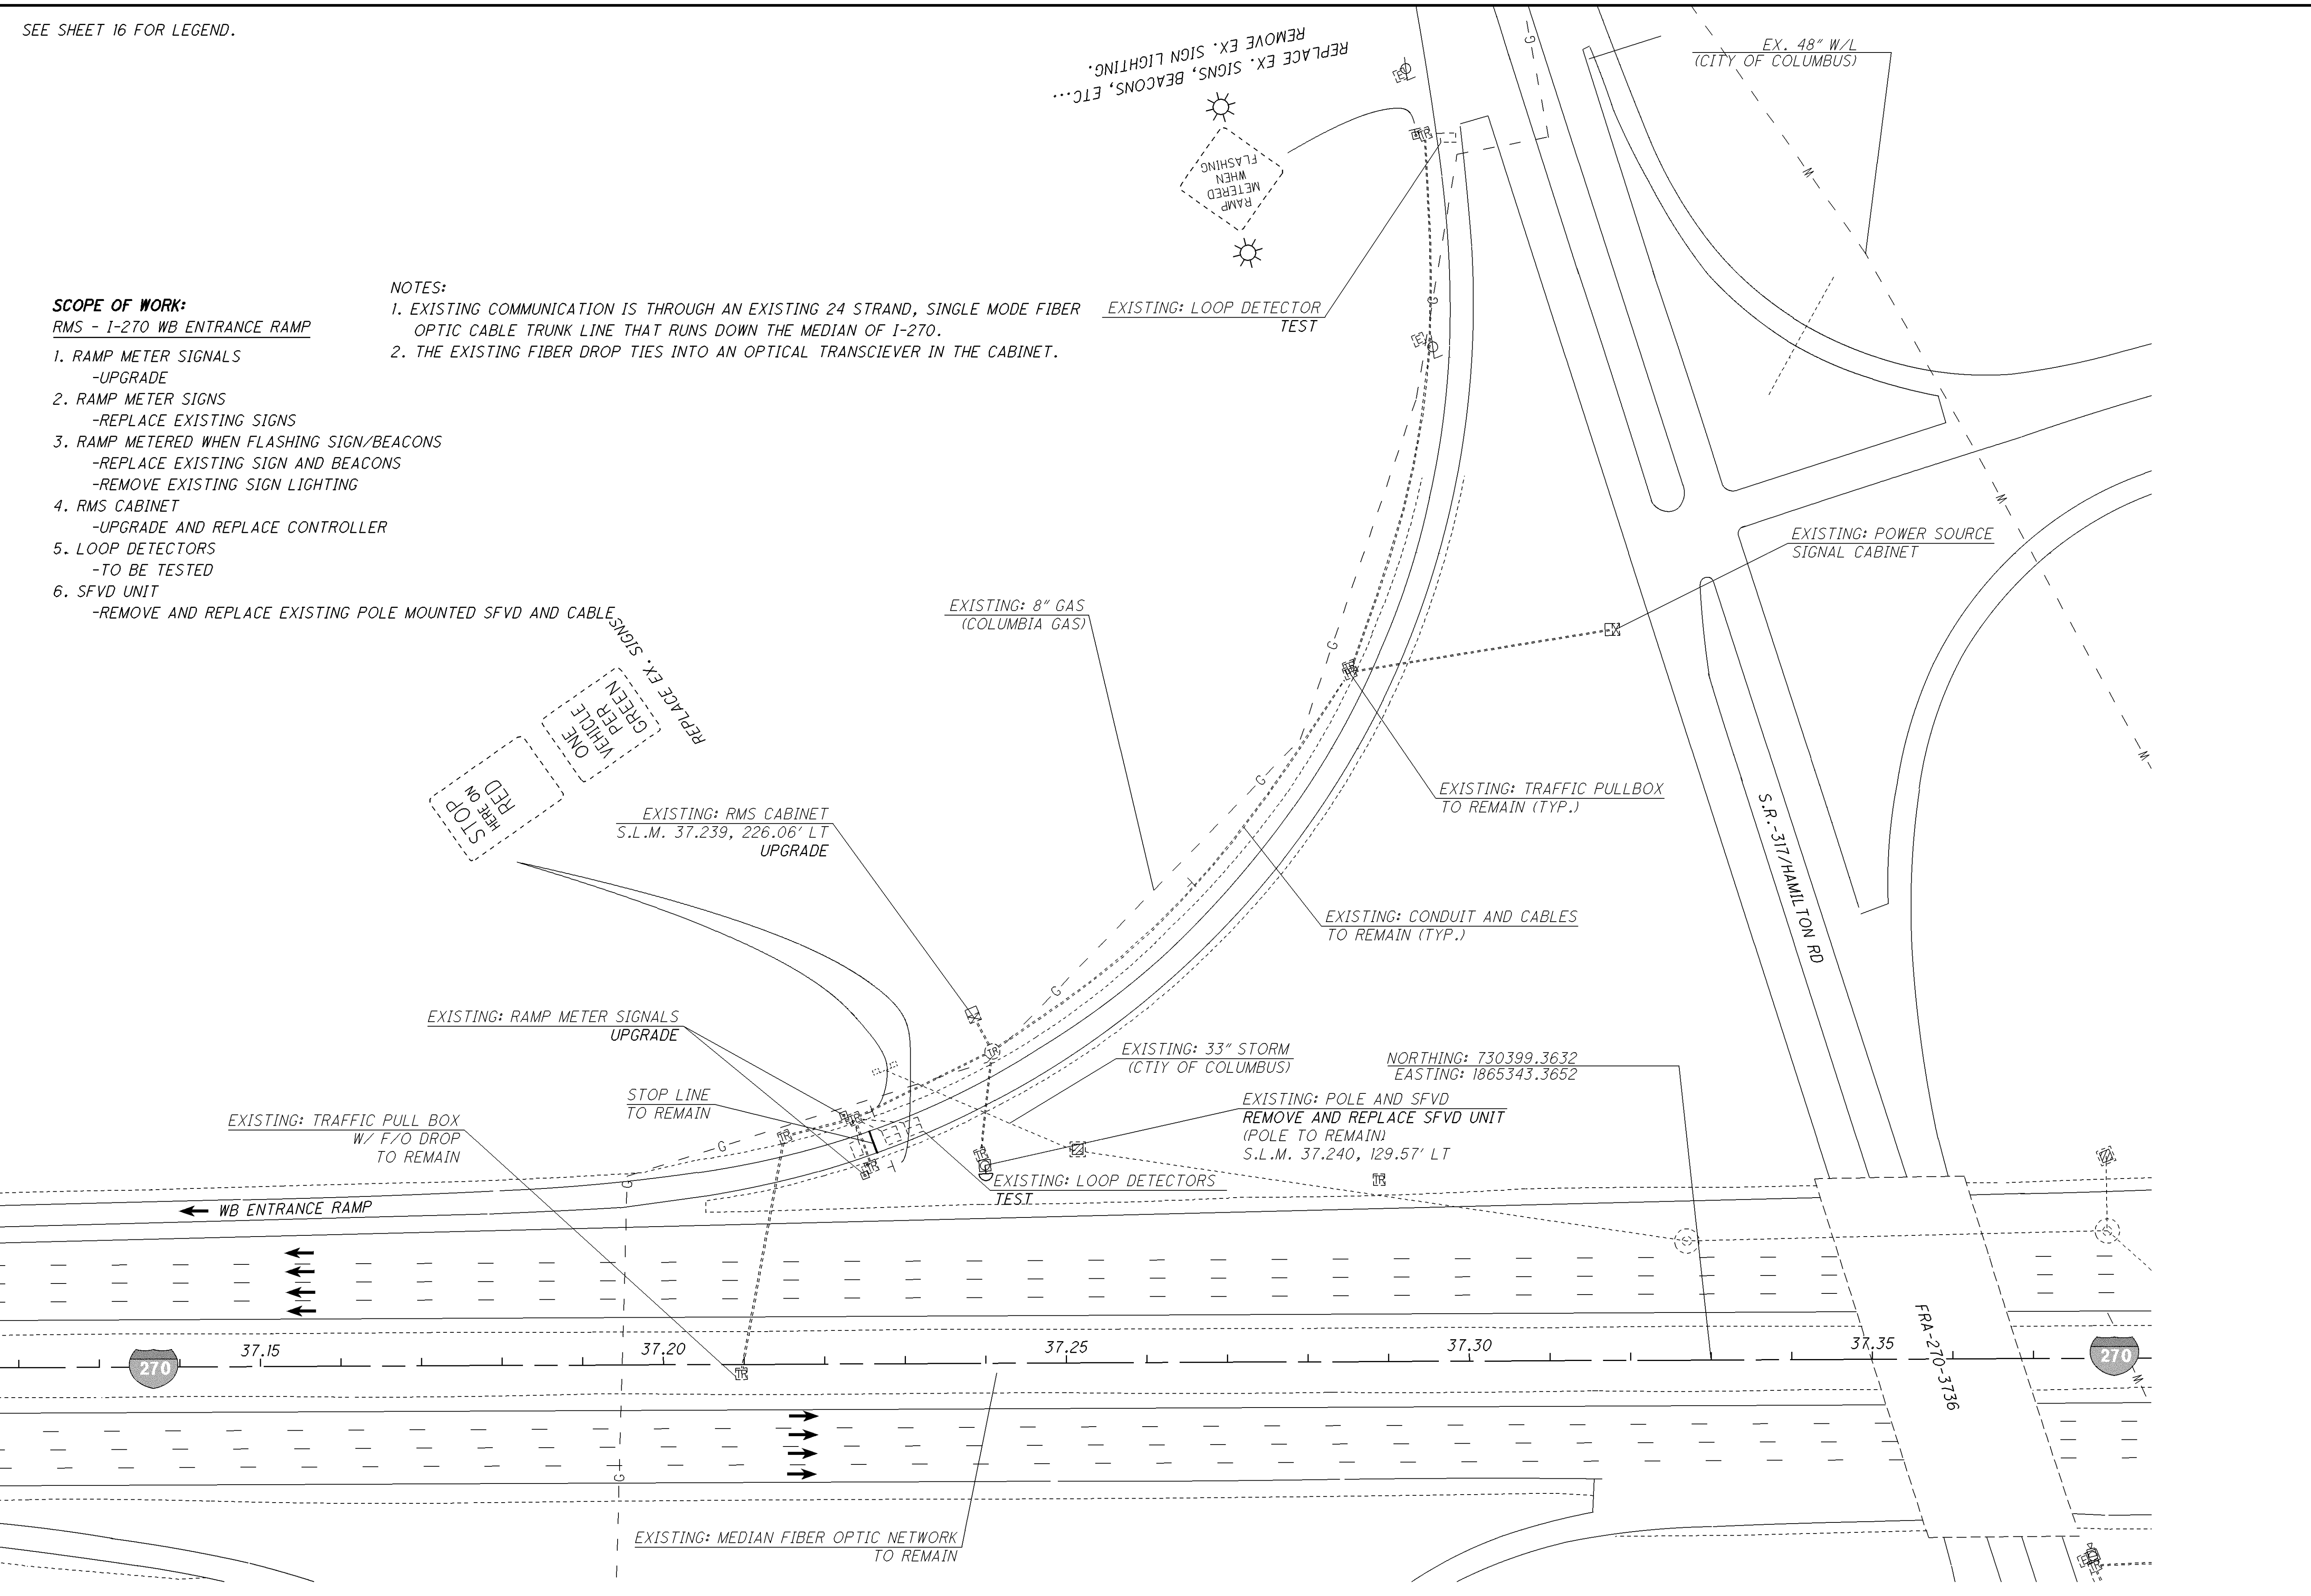 SEE SHEET 16 FOR LEGEND.
REPLACE EX. SIGNS, BEACONS, ETC...
REMOVE EX. SIGN LIGHTING.
RAMP
METERED
WHEN
FLASHING
EX. 48" W/L
(CITY OF COLUMBUS)
SCOPE OF WORK:
RMS - I-270 WB ENTRANCE RAMP
1. RAMP METER SIGNALS
-UPGRADE
2. RAMP METER SIGNS
-REPLACE EXISTING SIGNS
3. RAMP METERED WHEN FLASHING SIGN/BEACONS
-REPLACE EXISTING SIGN AND BEACONS
-REMOVE EXISTING SIGN LIGHTING
4. RMS CABINET
-UPGRADE AND REPLACE CONTROLLER
5. LOOP DETECTORS
-TO BE TESTED
6. SFVD UNIT
-REMOVE AND REPLACE EXISTING POLE MOUNTED SFVD AND CABLE
NOTES:
1. EXISTING COMMUNICATION IS THROUGH AN EXISTING 24 STRAND, SINGLE MODE FIBER
OPTIC CABLE TRUNK LINE THAT RUNS DOWN THE MEDIAN OF I-270.
2. THE EXISTING FIBER DROP TIES INTO AN OPTICAL TRANSCIEVER IN THE CABINET.
EXISTING: LOOP DETECTOR
TEST
EXISTING: POWER SOURCE
SIGNAL CABINET
EXISTING: 8" GAS
(COLUMBIA GAS)
REPLACE EX. SIGNS
ONE
VEHICLE
PER
GREEN
STOP
HERE ON
RED
EXISTING: TRAFFIC PULLBOX
TO REMAIN (TYP.)
EXISTING: RMS CABINET
S.L.M. 37.239, 226.06' LT
UPGRADE
S.R.-317/HAMILTON RD
EXISTING: CONDUIT AND CABLES
TO REMAIN (TYP.)
EXISTING: RAMP METER SIGNALS
UPGRADE
EXISTING: 33" STORM
(CTIY OF COLUMBUS)
NORTHING: 730399.3632
EASTING: 1865343.3652
STOP LINE
TO REMAIN
EXISTING: POLE AND SFVD
REMOVE AND REPLACE SFVD UNIT
(POLE TO REMAIN)
S.L.M. 37.240, 129.57' LT
EXISTING: TRAFFIC PULL BOX
W/ F/O DROP
TO REMAIN
EXISTING: LOOP DETECTORS
TEST
WB ENTRANCE RAMP
37.15
37.20
37.25
37.30
37.35
270
270
FRA-270-3736
EXISTING: MEDIAN FIBER OPTIC NETWORK
TO REMAIN
G
G
G
G
G
G
G
G
W
W
W
W
TR
TR
TR
TR
TR
TR